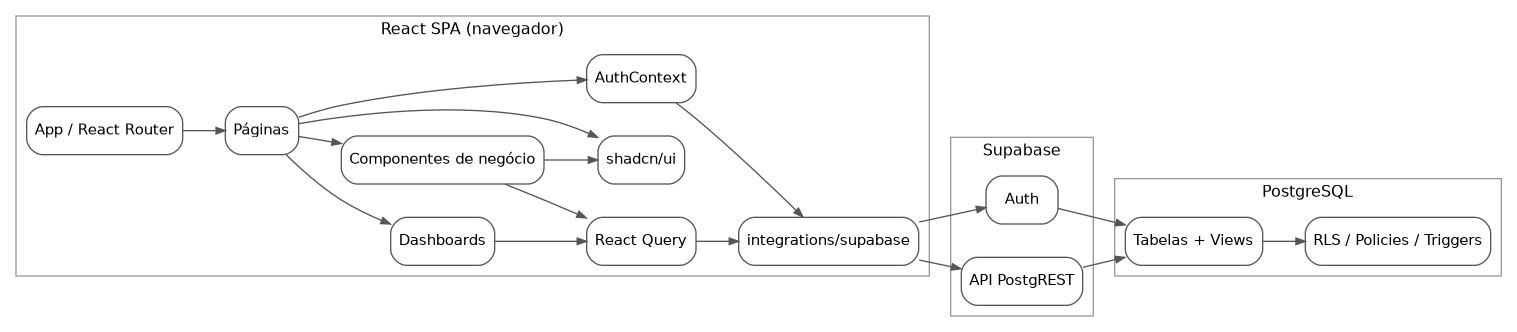 React SPA (navegador)
App / React Router
Páginas
AuthContext
Componentes de negócio
shadcn/ui
Dashboards
React Query
integrations/supabase
Supabase
Auth
API PostgREST
PostgreSQL
Tabelas + Views
RLS / Policies / Triggers